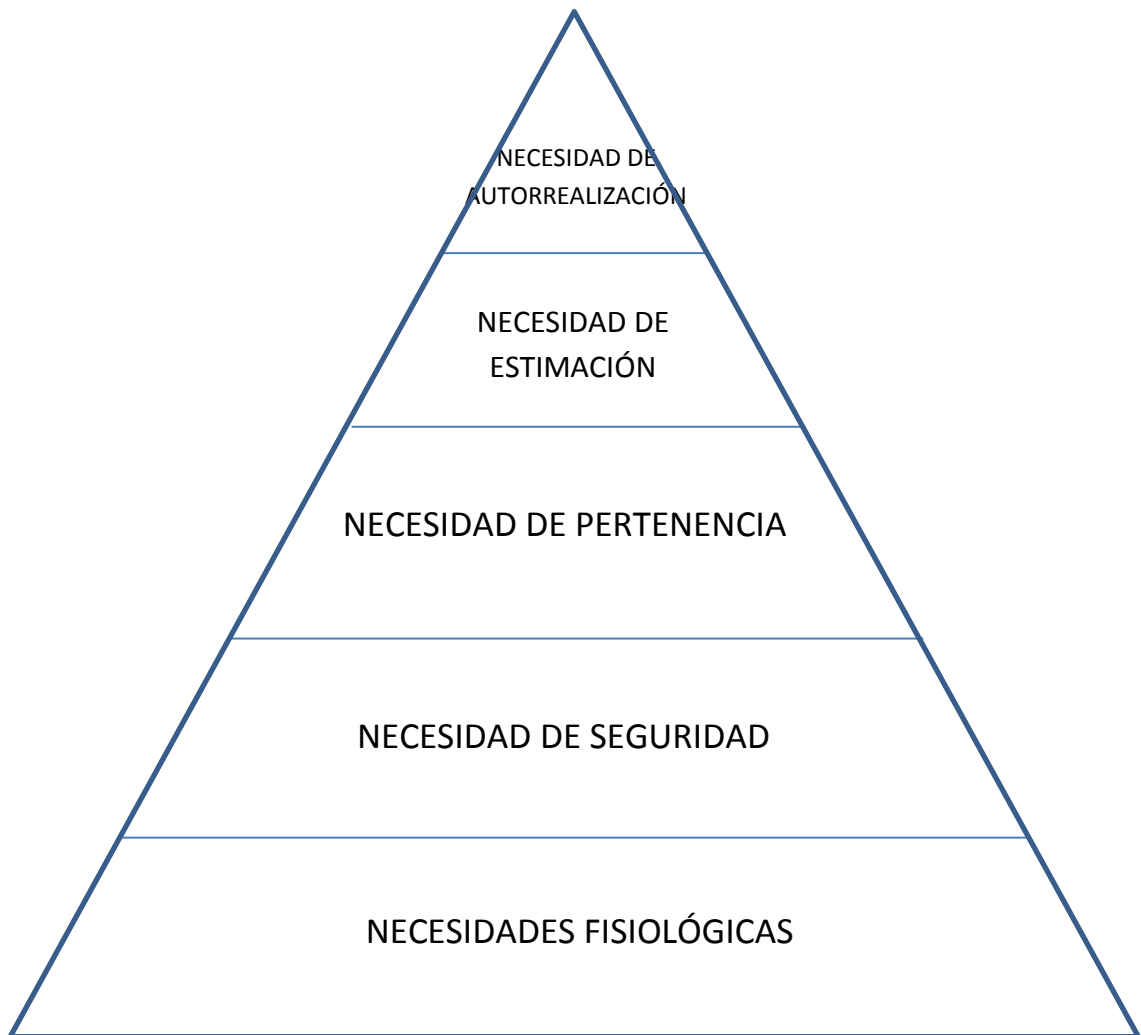 NECESIDAD DE
AUTORREALIZACIÓN
NECESIDAD DE
ESTIMACIÓN
NECESIDAD DE PERTENENCIA
NECESIDAD DE SEGURIDAD
NECESIDADES FISIOLÓGICAS